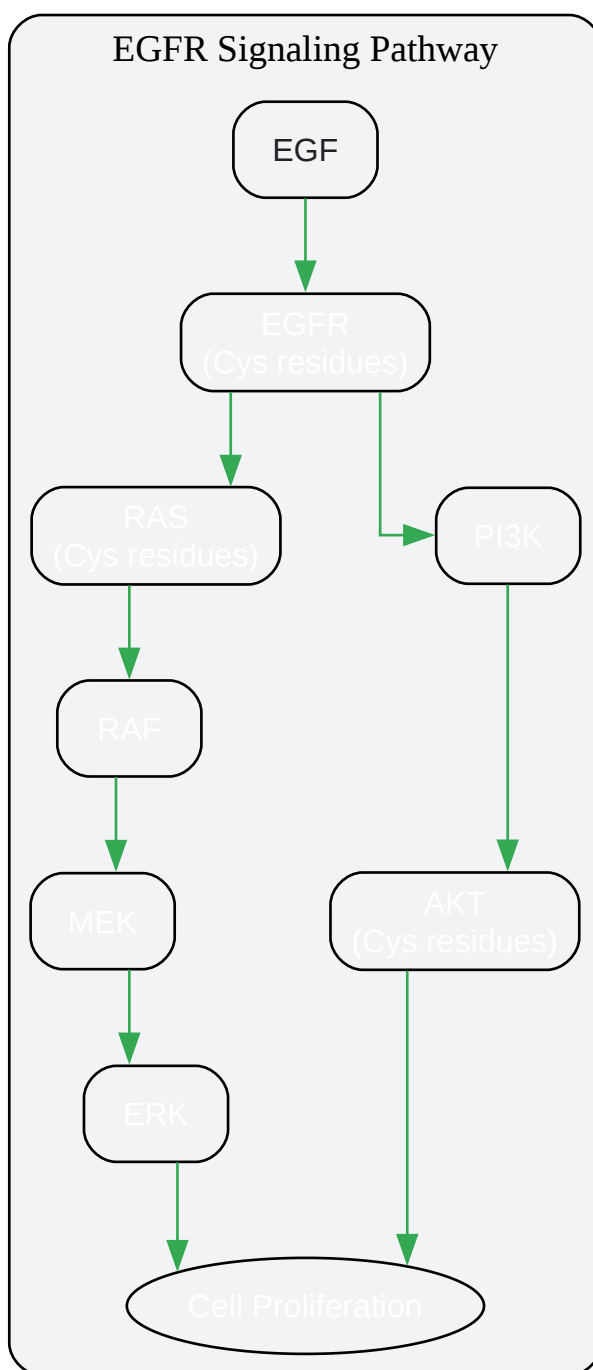 EGFR Signaling Pathway
EGF
EGFR
(Cys residues)
RAS
(Cys residues)
PI3K
RAF
MEK
AKT
(Cys residues)
ERK
Cell Proliferation